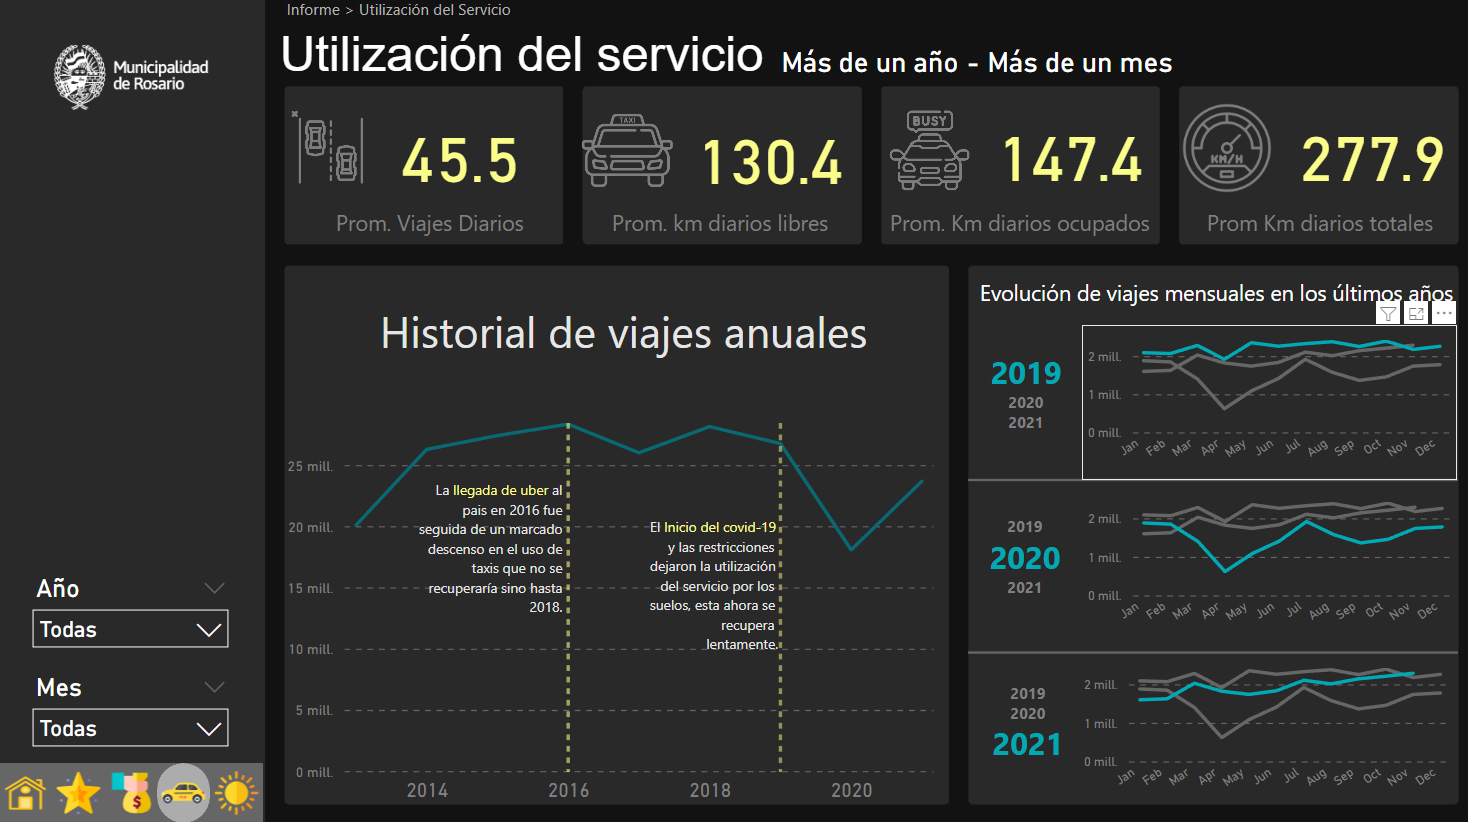 Informe > Utilización del Servicio
Municipalidad
de Rosario
Utilización del servicio
Más de un año - Más de un mes
45.5
Prom. Viajes Diarios
TAXI
130.4
Prom. km diarios libres
BUSY
147.4
Prom. Km diarios ocupados
KM/H
277.9
Prom Km diarios totales
Historial de viajes anuales
25 mill.
20 mill.
15 mill.
10 mill.
5 mill.
0 mill.
La llegada de uber al
pais en 2016 fue
seguida de un marcado
descenso en el uso de
taxis que no se
recuperaría sino hasta
2018.
El Inicio del covid-19
y las restricciones
dejaron la utilización
del servicio por los
suelos, esta ahora se
recupera
lentamente.
2014 2016 2018 2020
Evolución de viajes mensuales en los últimos años
2019
2020
2021
2 mill.
1 mill.
0 mill.
Jan Feb Mar Apr May Jun Jul Aug Sep Oct Nov Dec
2019
2020
2021
2 mill.
1 mill.
0 mill.
Jan Feb Mar Apr May Jun Jul Aug Sep Oct Nov Dec
2019
2020
2021
2 mill.
1 mill.
0 mill.
Jan Feb Mar Apr May Jun Jul Aug Sep Oct Nov Dec
Año
Todas
Mes
Todas
$